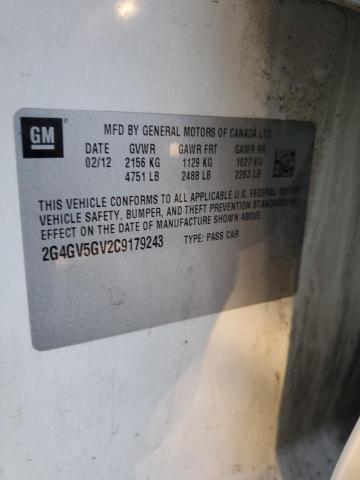 GM
MFD BY GENERAL MOTORS OF CANADA LTD
DATE GVWR GAWR FRT GAWR RR
02/12 2156 KG 1129 KG 1027 KG
4751 LB 2488 LB 2263 LB
THIS VEHICLE CONFORMS TO ALL APPLICABLE U.S. FEDERAL MOTOR
VEHICLE SAFETY, BUMPER, AND THEFT PREVENTION STANDARDS IN
EFFECT ON THE DATE OF MANUFACTURE SHOWN ABOVE.
2G4GV5GV2C9179243 TYPE: PASS CAR